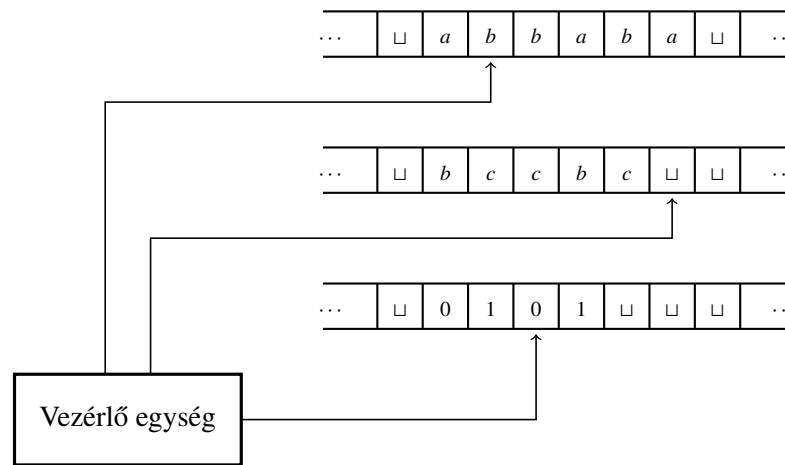 ... ⊔ a b b a b a ⊔ ...
... ⊔ b c c b c ⊔ ⊔ ...
... ⊔ 0 1 0 1 ⊔ ⊔ ⊔ ...
Vezérlő egység